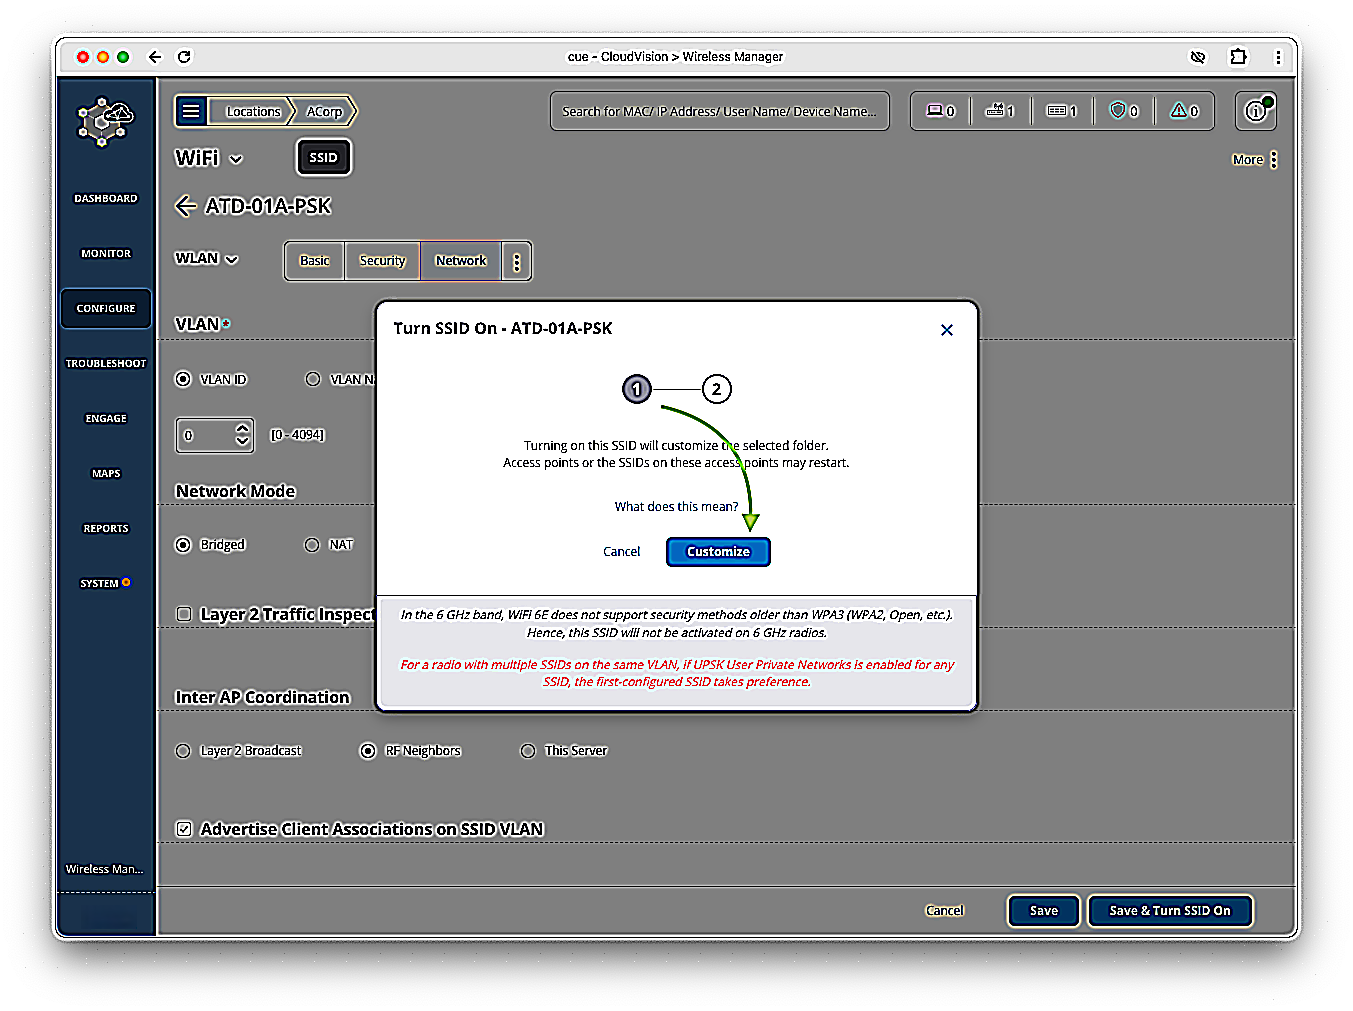 cue - CloudVision > Wireless Manager
Locations
ACorp
Search for MAC/ IP Address/ User Name/ Device Name...
0
1
1
0
0
WiFi
SSID
More
DASHBOARD
MONITOR
CONFIGURE
TROUBLESHOOT
ENGAGE
MAPS
REPORTS
SYSTEM
Wireless Man...
ATD-01A-PSK
WLAN
Basic
Security
Network
VLAN*
VLAN ID
VLAN N
0
[0 - 4094]
Network Mode
Bridged
NAT
Layer 2 Traffic Inspect
Inter AP Coordination
Layer 2 Broadcast
RF Neighbors
This Server
Advertise Client Associations on SSID VLAN
Turn SSID On - ATD-01A-PSK
1
2
Turning on this SSID will customize the selected folder.
Access points or the SSIDs on these access points may restart.
What does this mean?
Cancel
Customize
In the 6 GHz band, WiFi 6E does not support security methods older than WPA3 (WPA2, Open, etc.).
Hence, this SSID will not be activated on 6 GHz radios.
For a radio with multiple SSIDs on the same VLAN, if UPSK User Private Networks is enabled for any
SSID, the first-configured SSID takes preference.
Cancel
Save
Save & Turn SSID On